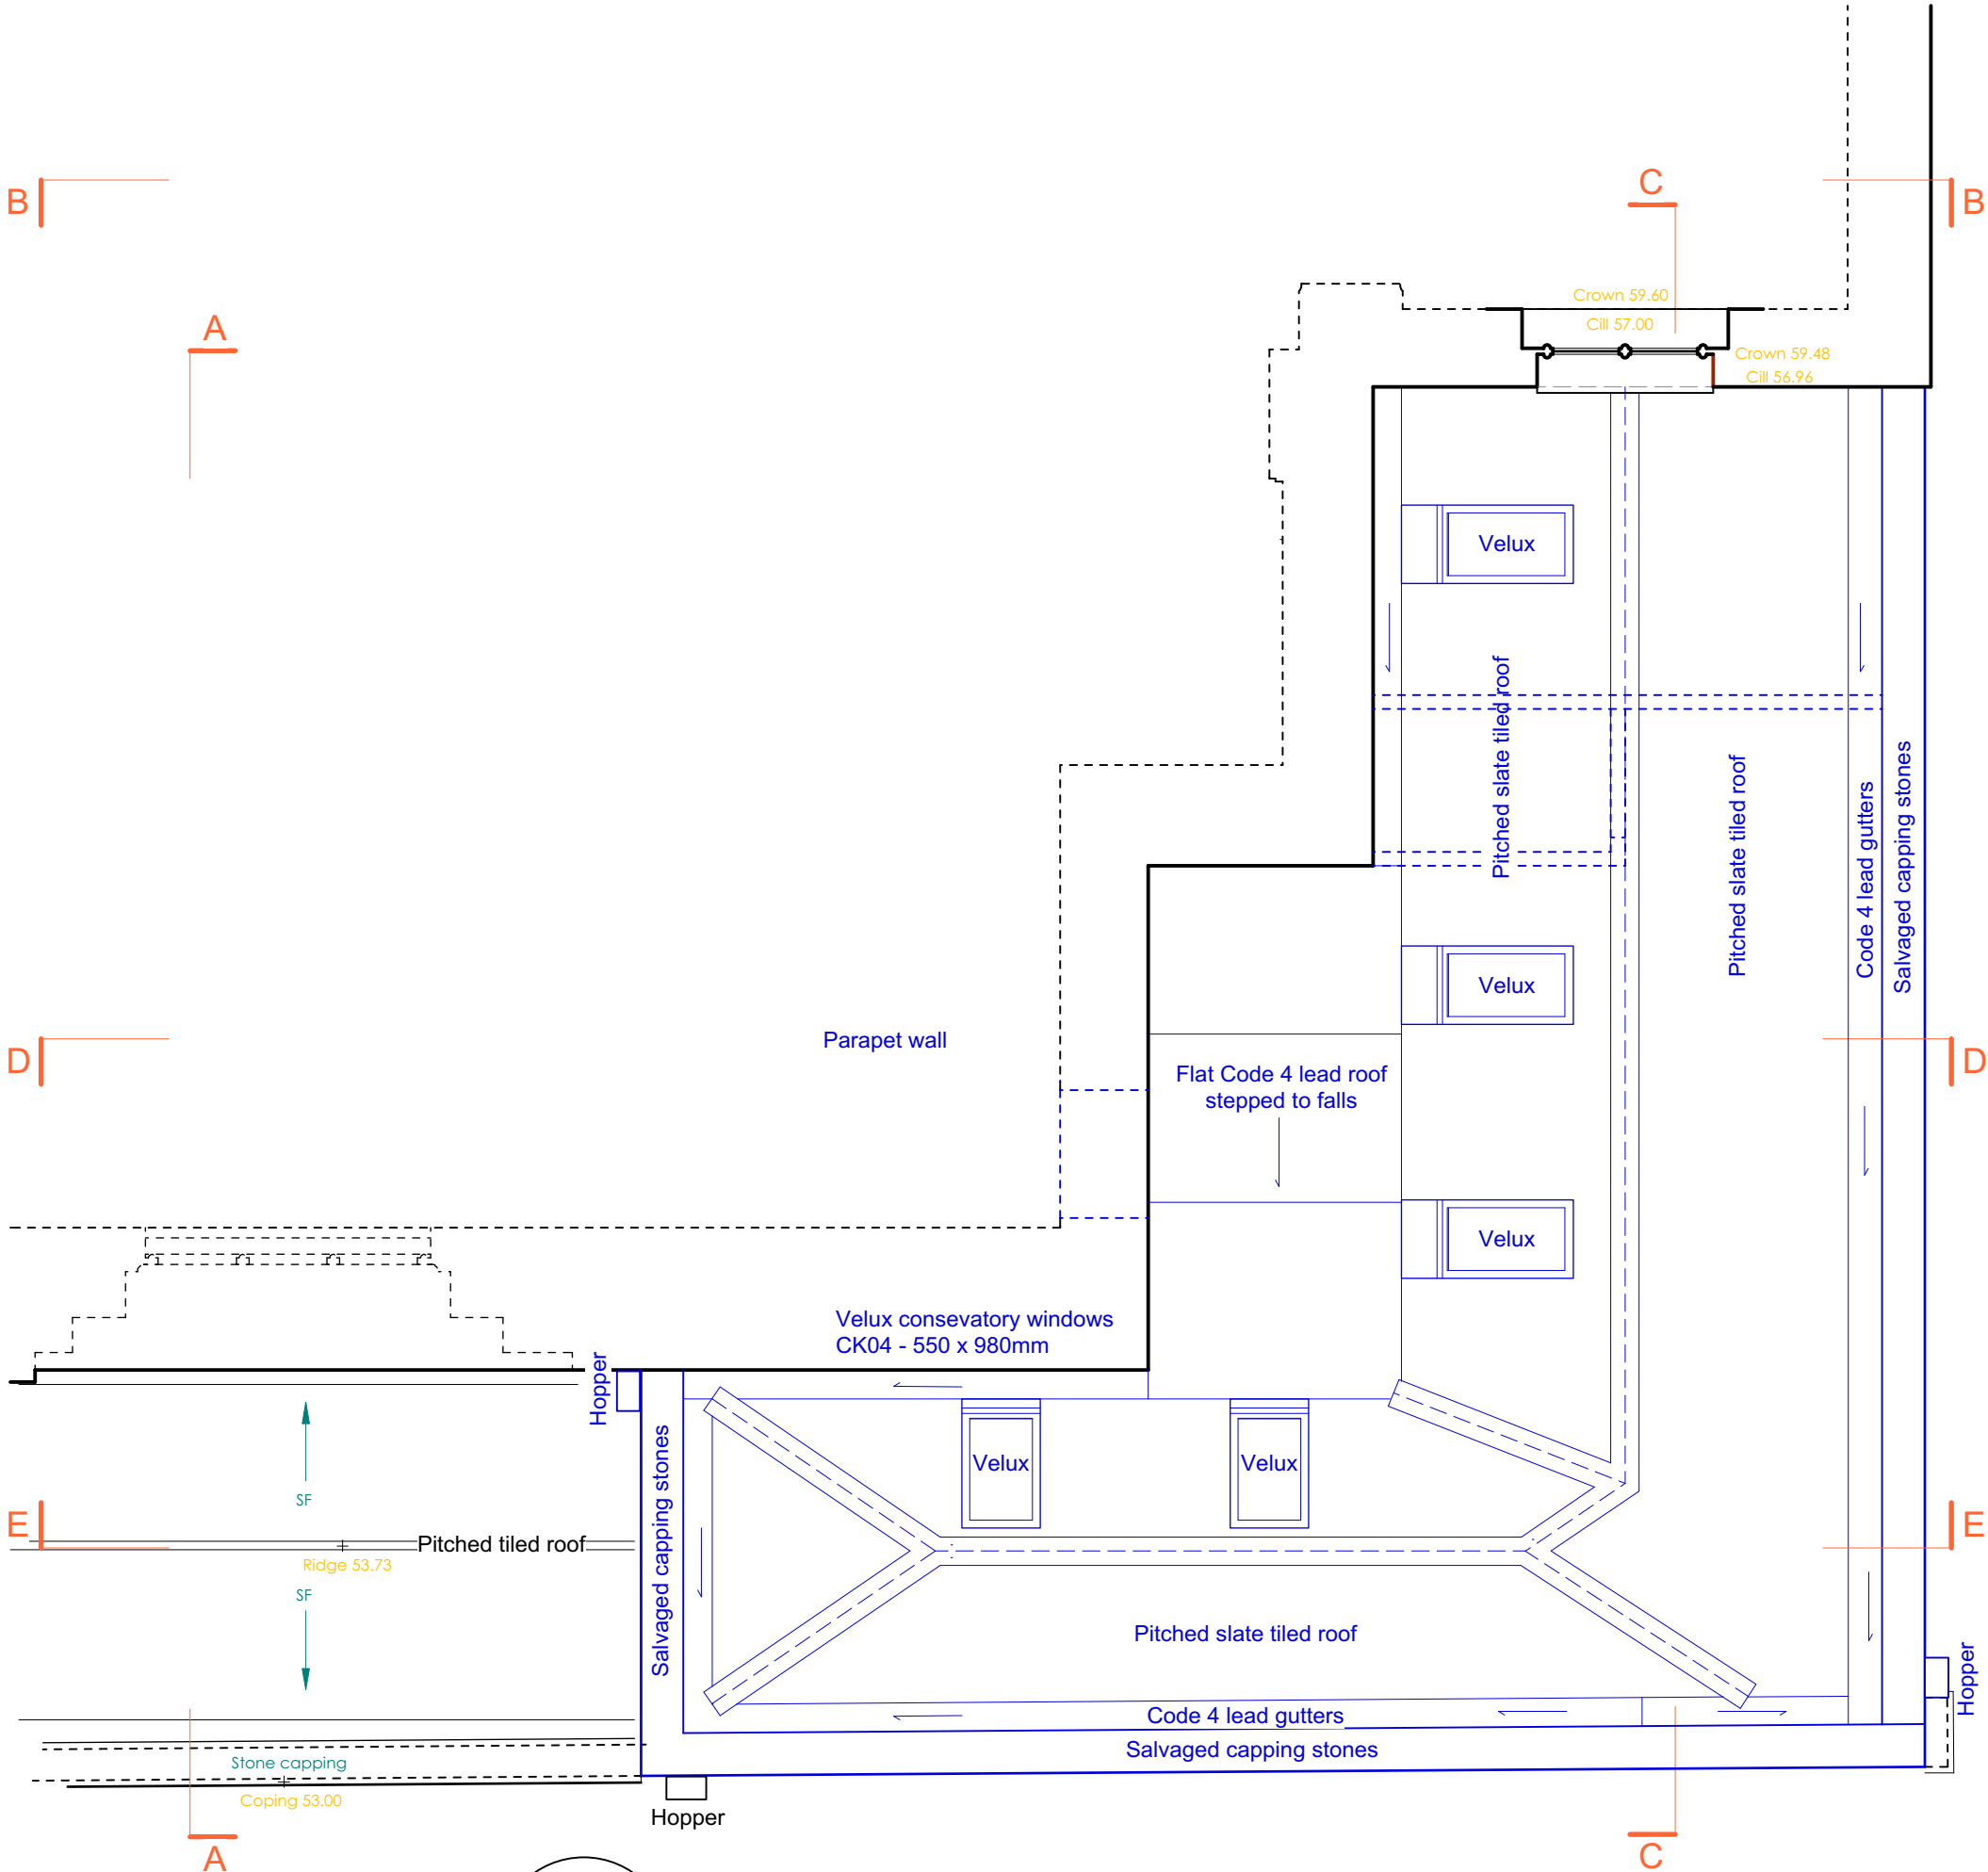 B
C
B
A
Crown 59.60
Cill 57.00
Crown 59.48
Cill 56.96
Velux
Pitched slate tiled roof
Pitched slate tiled roof
Code 4 lead gutters
Salvaged capping stones
Velux
D
Parapet wall
D
Flat Code 4 lead roof
stepped to falls
Velux
Velux consevatory windows
CK04 - 550 x 980mm
Hopper
Salvaged capping stones
Velux
Velux
SF
E
E
Pitched tiled roof
Ridge 53.73
SF
Pitched slate tiled roof
Hopper
Code 4 lead gutters
Salvaged capping stones
Stone capping
Coping 53.00
Hopper
A
C